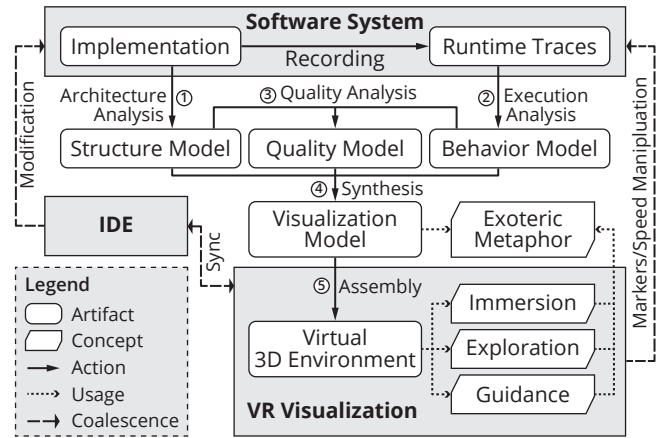 Software System
Implementation
Recording
Runtime Traces
Architecture
Analysis
①
③ Quality Analysis
② Execution
Analysis
Structure Model
Quality Model
Behavior Model
④ Synthesis
Modification
IDE
Visualization
Model
Exoteric
Metaphor
Sync
Markers/Speed Manipluation
⑤ Assembly
Virtual
3D Environment
Immersion
Exploration
Guidance
VR Visualization
Legend
Artifact
Concept
Action
Usage
Coalescence